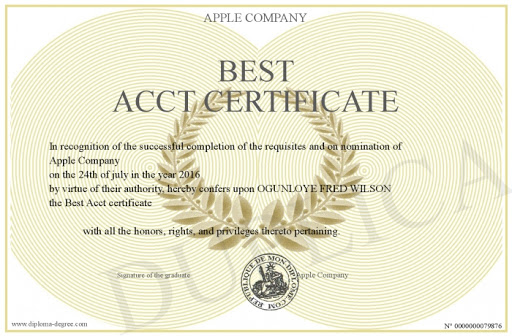 APPLE COMPANY
BEST
ACCT CERTIFICATE
In recognition of the successful completion of the requisites and on nomination of
Apple Company
on the 24th of july in the year 2016
by virtue of their authority, hereby confers upon OGUNLOYE FRED WILSON
the Best Acct certificate
with all the honors, rights, and privileges thereto pertaining.
Signature of the graduate
Apple Company
REPUBLIQUE DE MON-DIPLOME.COM
www.diploma-degree.com
N° 0000000079876
DUPLICATA